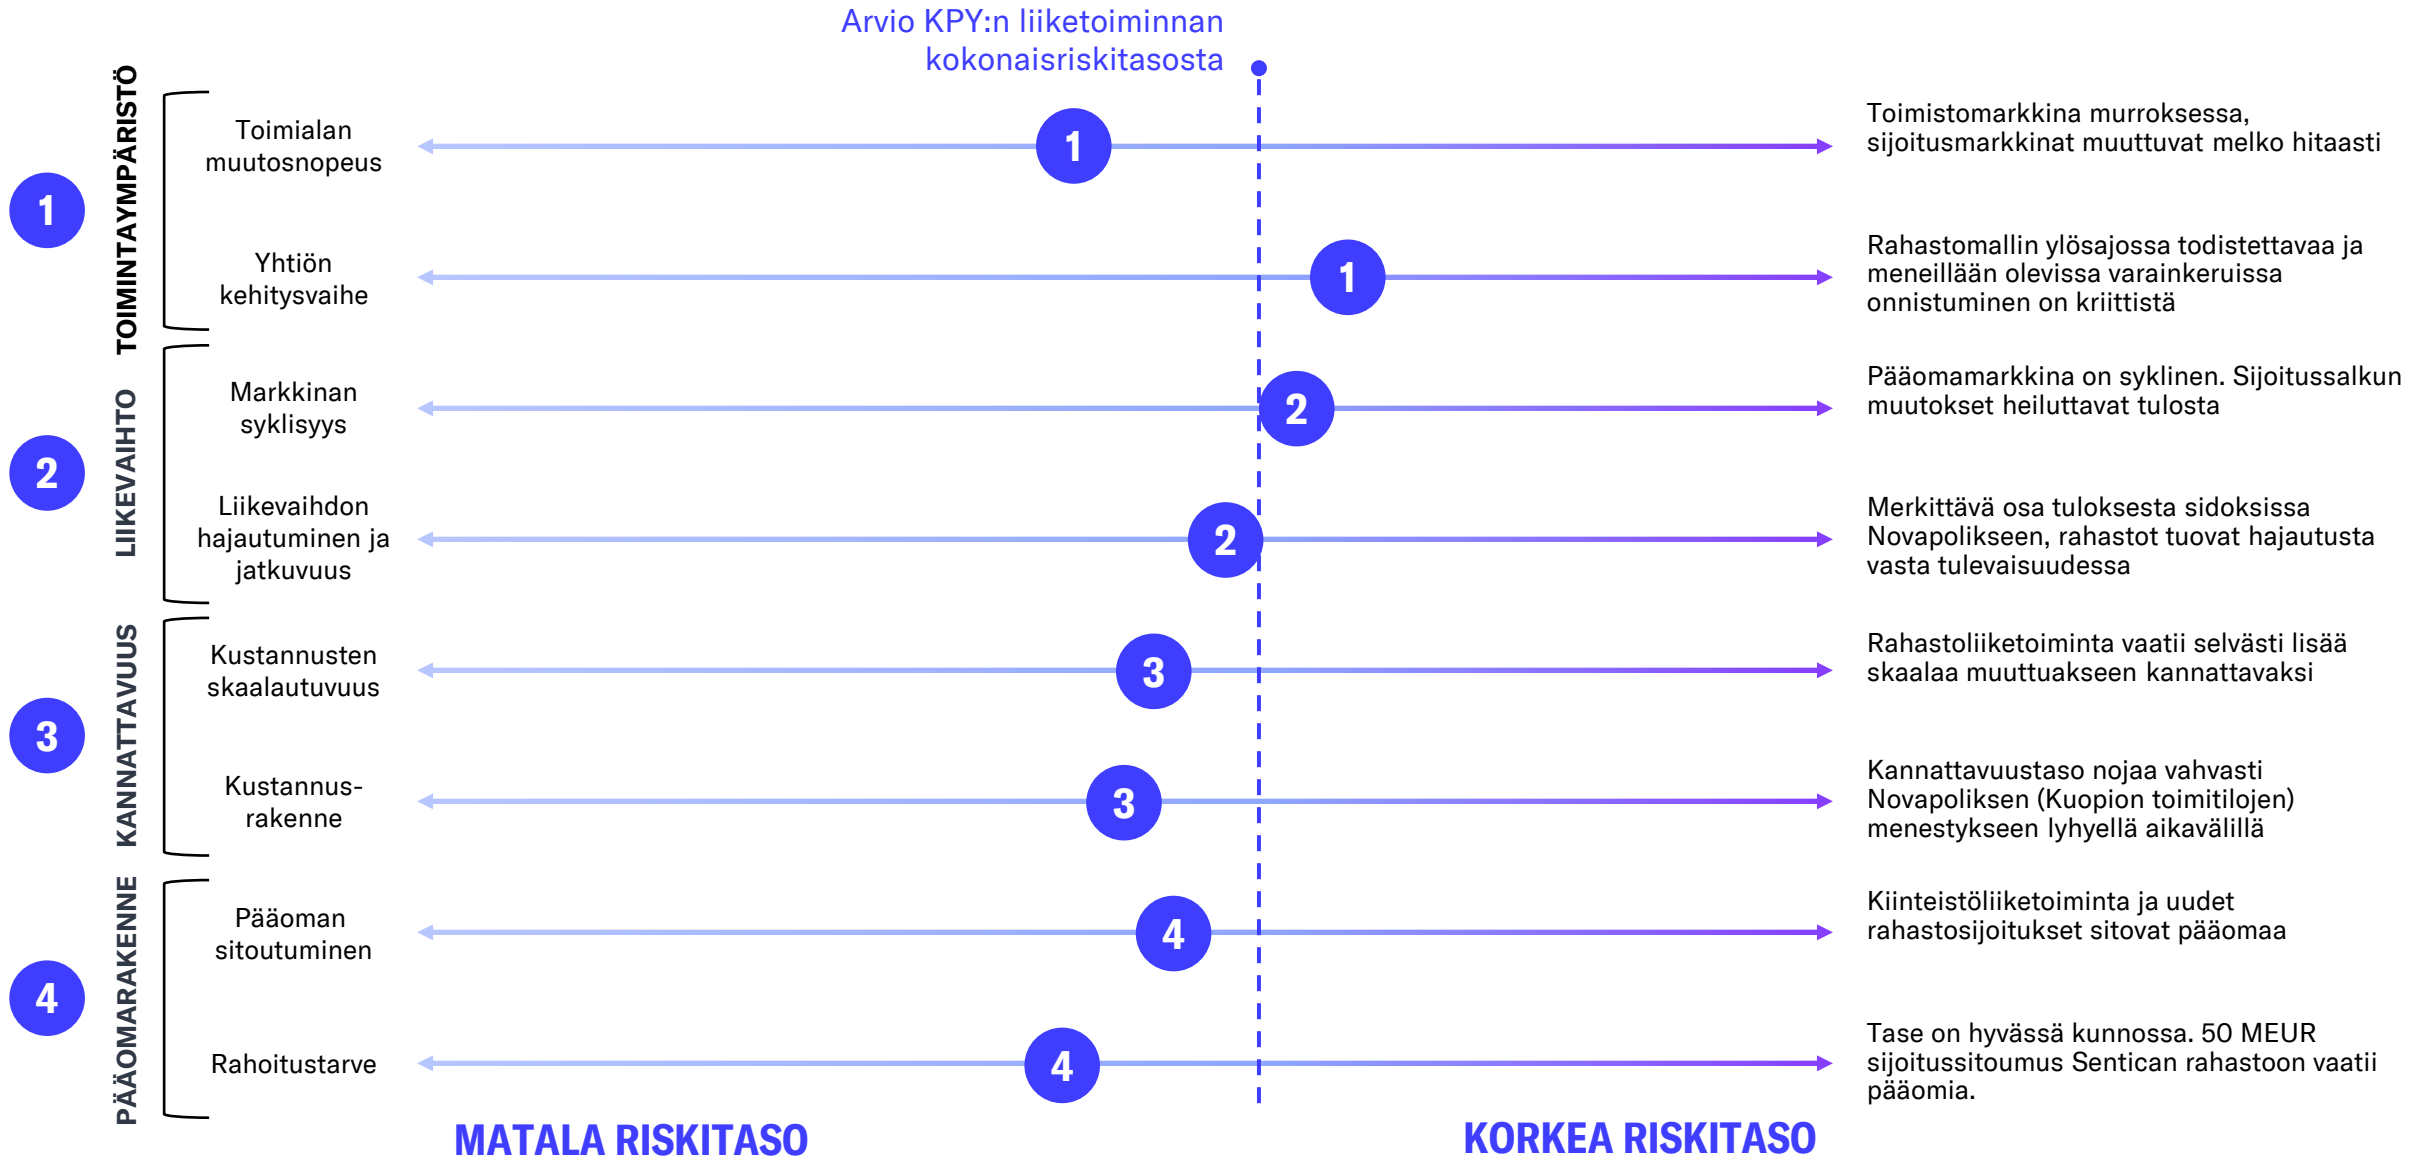 Arvio KPY:n liiketoiminnan
kokonaisriskitasosta
1
TOIMINTAYMPÄRISTÖ
Toimialan
muutosnopeus
1
Toimistomarkkina murroksessa,
sijoitusmarkkinat muuttuvat melko hitaasti
Yhtiön
kehitysvaihe
1
Rahastomallin ylösajossa todistettavaa ja
meneillään olevissa varainkeruissa
onnistuminen on kriittistä
2
LIIKEVAIHTO
Markkinan
syklisyys
2
Pääomamarkkina on syklinen. Sijoitussalkun
muutokset heiluttavat tulosta
Liikevaihdon
hajautuminen ja
jatkuvuus
2
Merkittävä osa tuloksesta sidoksissa
Novapolikseen, rahastot tuovat hajautusta
vasta tulevaisuudessa
3
KANNATTAVUUS
Kustannusten
skaalautuvuus
3
Rahastoliiketoiminta vaatii selvästi lisää
skaalaa muuttuakseen kannattavaksi
Kustannus-
rakenne
3
Kannattavuustaso nojaa vahvasti
Novapoliksen (Kuopion toimitilojen)
menestykseen lyhyellä aikavälillä
4
PÄÄOMARAKENNE
Pääoman
sitoutuminen
4
Kiinteistöliiketoiminta ja uudet
rahastosijoitukset sitovat pääomaa
Rahoitustarve
4
Tase on hyvässä kunnossa. 50 MEUR
sijoitussitoumus Sentican rahastoon vaatii
pääomia.
MATALA RISKITASO
KORKEA RISKITASO